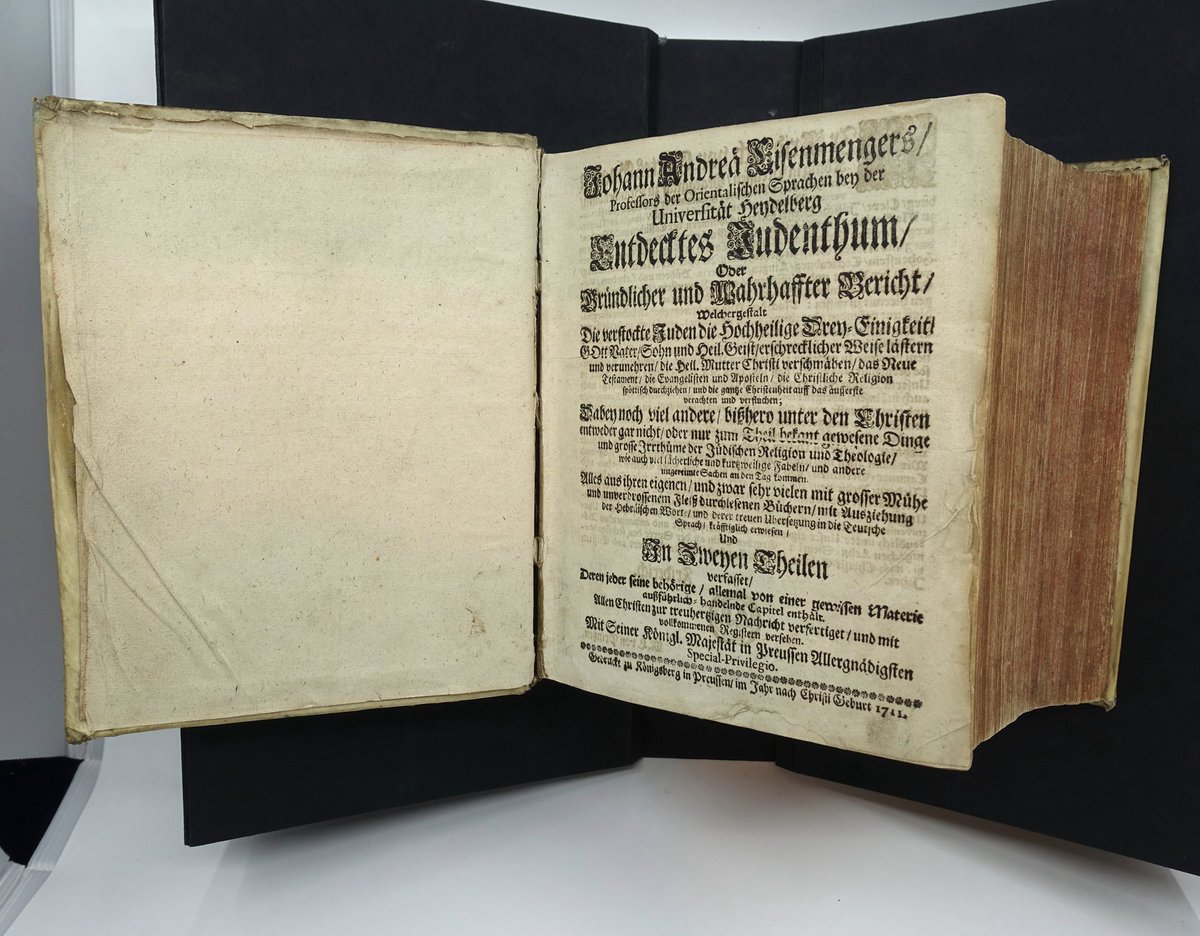 Johann Andreä Eisenmengers/
Professors der Orientalischen Sprachen bey der
Universität Heydelberg
Entdecktes Judenthum/
Oder
Gründlicher und Wahrhaffter Bericht/
Welchergestalt
Die verstockte Juden die Hochheilige Drey-Einigkeit/
GOtt Vater/Sohn und Heil. Geist/erschrecklicher Weise lästern
und verunehren/ die Heil. Mutter Christi verschmähen/ das Neue
Testament/ die Evangelisten und Aposteln/ die Christliche Religion
spöttisch durchziehen/ und die gantze Christenheit auff das äusserste
verachten und verfluchen;
Dabey noch viel andere/ bißhero unter den Christen
entweder gar nicht/ oder nur zum Theil bekant gewesene Dinge
und grosse Irrthüme der Jüdischen Religion und Theologie/
wie auch viel lächerliche und kurtzweilige Fabeln/ und andere
ungereimte Sachen an den Tag kommen.
Alles aus ihren eigenen/ und zwar sehr vielen mit grosser Mühe
und unverdrossenem Fleiß durchlesenen Büchern/ mit Ausziehung
der Hebräischen Worte/ und derer treuen Ubersetzung in die Teutsche
Sprach/ kräfftiglich erwiesen/
Und
In Zweyen Theilen
verfasset/
Deren jeder seine behörige/ allemal von einer gewissen Materie
außführlich-handelnde Capitel enthält.
Allen Christen zur treuhertzigen Nachricht verfertiget/ und mit
vollkommenen Registern versehen.
Mit Seiner Königl. Majestät in Preussen Allergnädigsten
Special-Privilegio.
Gedruckt zu Königsberg in Preussen/ im Jahr nach Christi Geburt 1711.